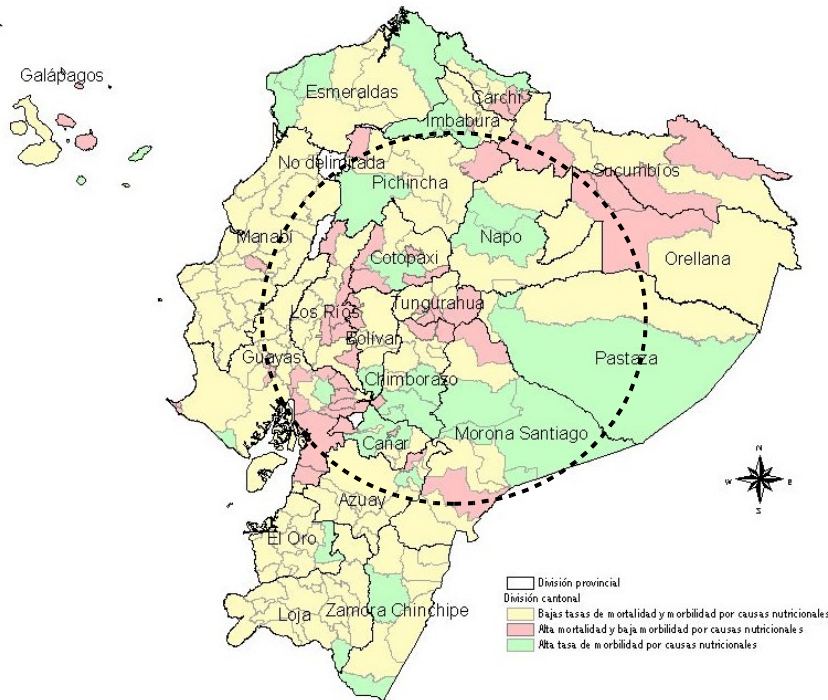 Galápagos
Esmeraldas
Carchi
Imbabura
No delimitada
Sucumbíos
Pichincha
Manabí
Napo
Cotopaxi
Orellana
Tungurahua
Los Ríos
Bolívar
Guayas
Pastaza
Chimborazo
Morona Santiago
Cañar
Azuay
El Oro
Loja
Zamora Chinchipe
N
W
E
S
División provincial
División cantonal
Bajas tasas de mortalidad y morbilidad por causas nutricionales
Alta mortalidad y baja morbilidad por causas nutricionales
Alta tasa de morbilidad por causas nutricionales